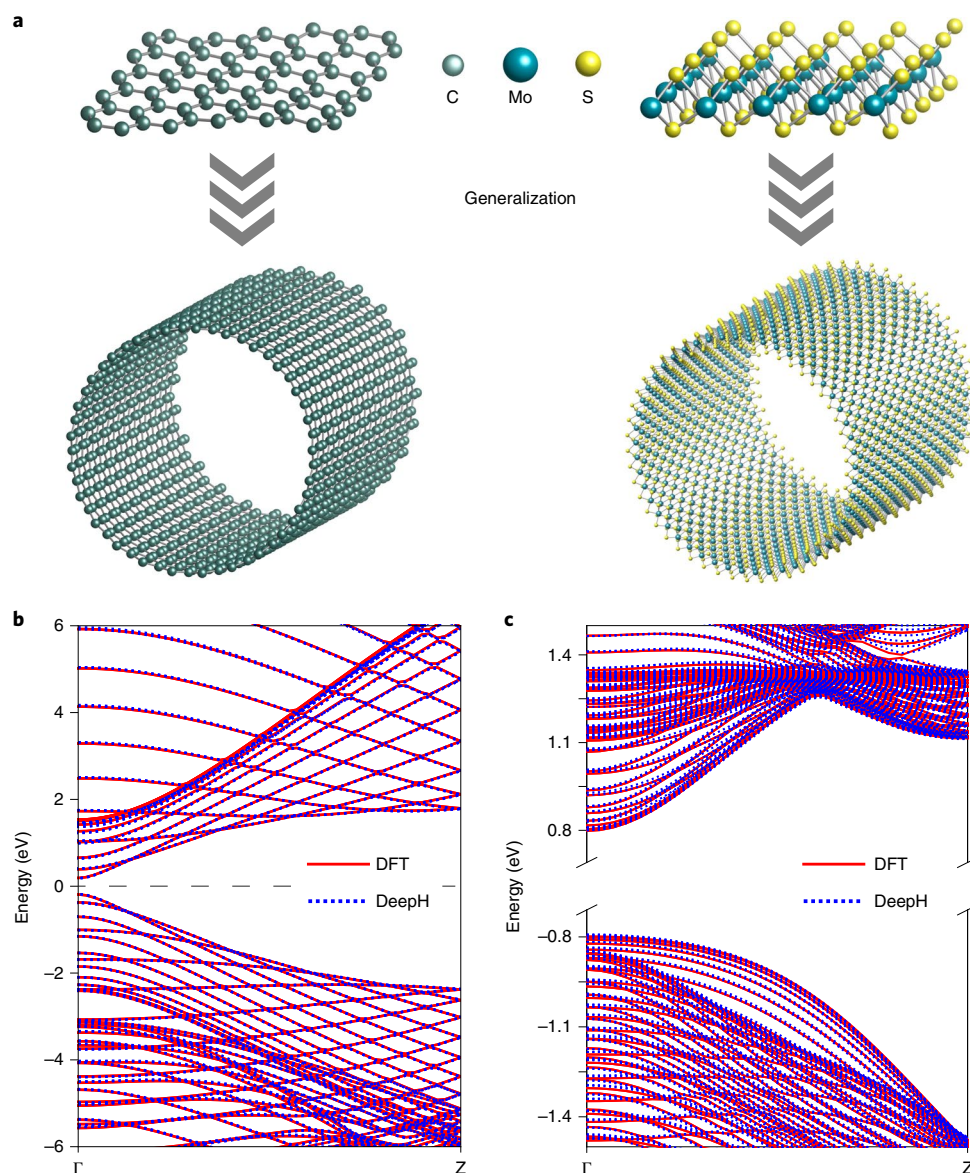 a
C Mo S
Generalization
b
6
4
2
0
−2
−4
−6
Energy (eV)
DFT
DeepH
Γ Z
c
1.4
1.1
0.8
−0.8
−1.1
−1.4
Energy (eV)
DFT
DeepH
Γ Z